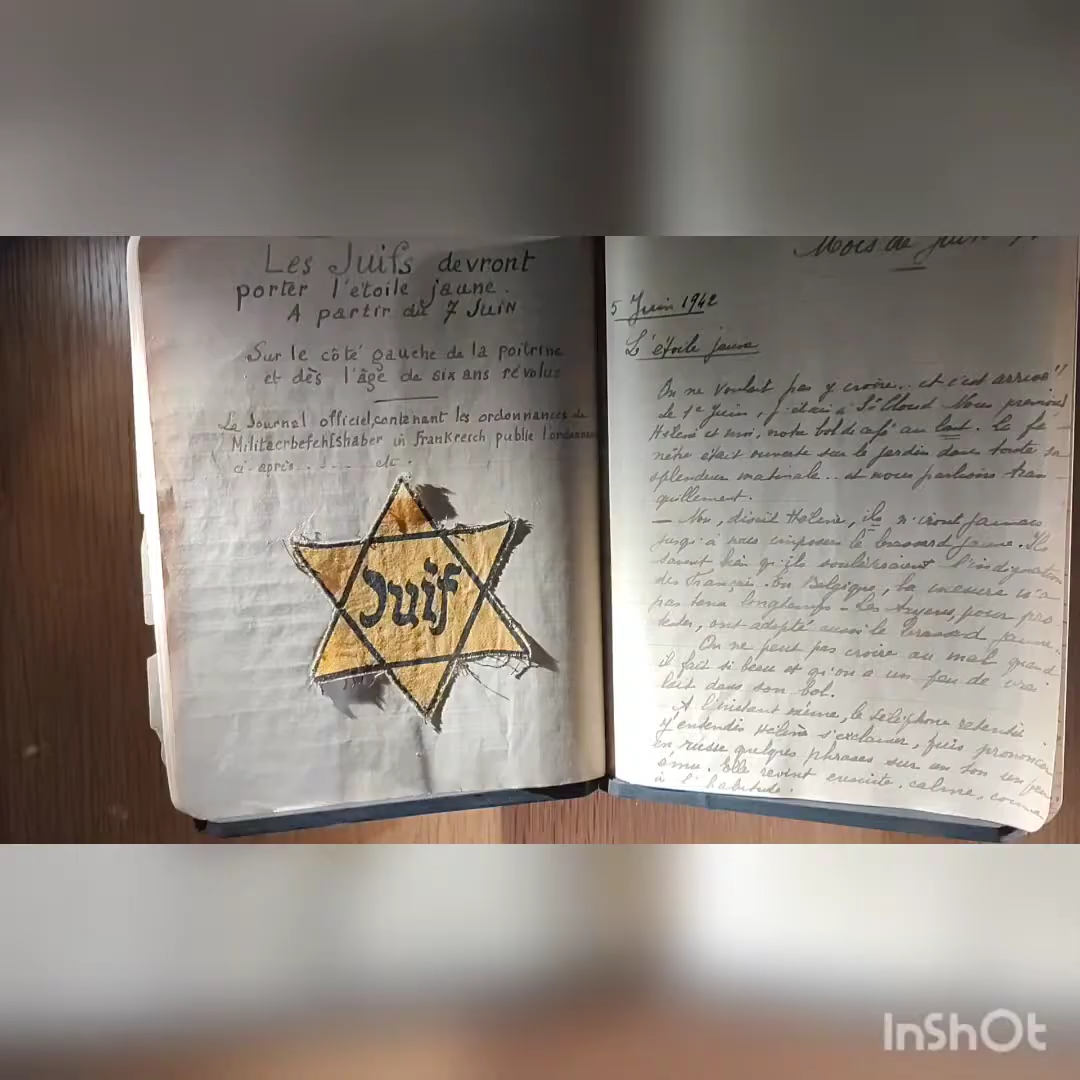 Les Juifs devront
porter l'étoile jaune.
A partir du 7 Juin
Sur le côté gauche de la poitrine
et dès l'âge de six ans révolus
Le Journal officiel, contenant les ordonnances du
Militaerbefehlshaber in Frankreich publie l'ordonnance
ci-après..... etc.
Juif
Mois de Juin
5 Juin 1942
L'étoile jaune
On ne voulait pas y croire.. et c'est arrivé!
Le 1er Juin, j'étais à St Cloud. Nous prenions
Hélène et moi, notre bol de café au lait. La fe-
nêtre était ouverte sur le jardin dans toute sa
splendeur matinale.. et nous parlions tran-
quillement.
— Non, disait Hélène, ils n'iront jamais
jusqu'à nous imposer le brassard jaune. Ils
savent bien qu'ils soulèveraient l'indignation
des Français. En Belgique, la mesure n'a
pas tenu longtemps - Les Aryens, pour pro-
tester, ont adopté aussi le brassard jaune.
On ne peut pas croire au mal quand
il fait si beau et qu'on a un peu de vrai
lait dans son bol.
A l'instant même, le téléphone retentit.
J'entendis Hélène s'exclamer, puis prononcer
en russe quelques phrases sur un ton un peu
ému. Elle revint ensuite, calme, comme
à l'habitude.
InShOt